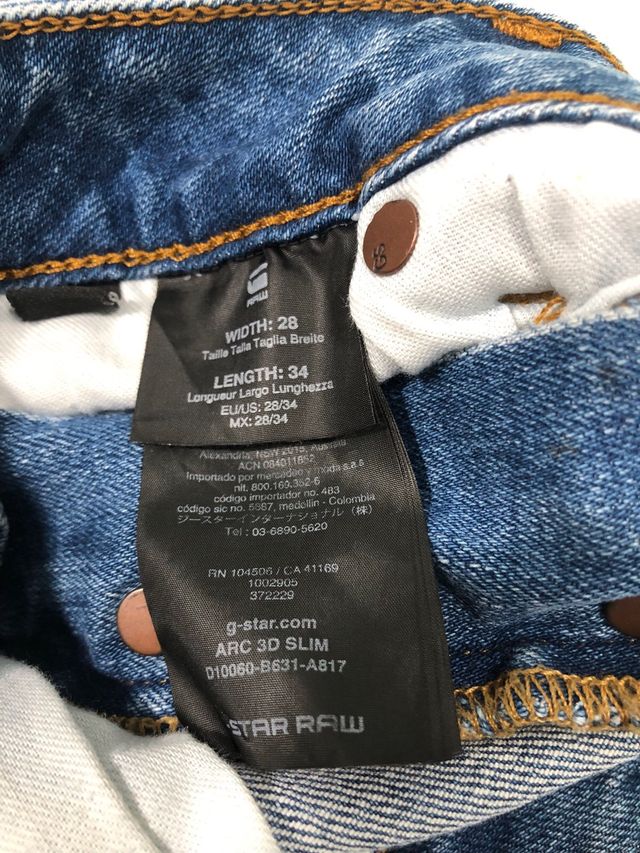 RAW
WIDTH: 28
Taille Talla Taglia Breite
LENGTH: 34
Longueur Largo Lunghezza
EU/US: 28/34
MX: 28/34
Alexandria, NSW 2015, Australia
ACN 084011852
Importado por mercadeo y moda s.a.s
nit. 800.169.352-6
código importador no. 483
código sic no. 5867, medellin - Colombia
ジースターインターナショナル（株）
Tel : 03-6890-5620
RN 104506 / CA 41169
1002905
372229
g-star.com
ARC 3D SLIM
D10060-B631-A817
-STAR RAW